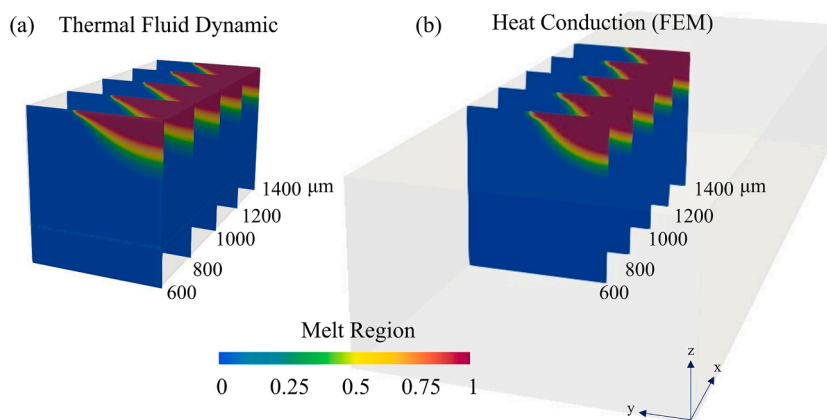 (a) Thermal Fluid Dynamic
(b) Heat Conduction (FEM)
1400 μm
1200
1000
800
600
1400 μm
1200
1000
800
600
Melt Region
0 0.25 0.5 0.75 1
z
x
y